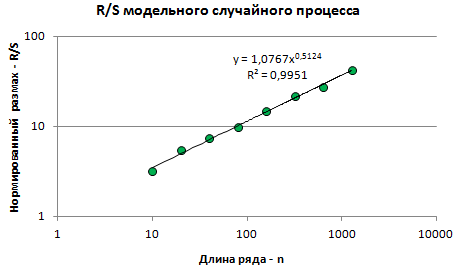 R/S модельного случайного процесса
y = 1,0767x^0,5124
R² = 0,9951
Нормированный размах - R/S
100
10
1
1
10
100
1000
10000
Длина ряда - n